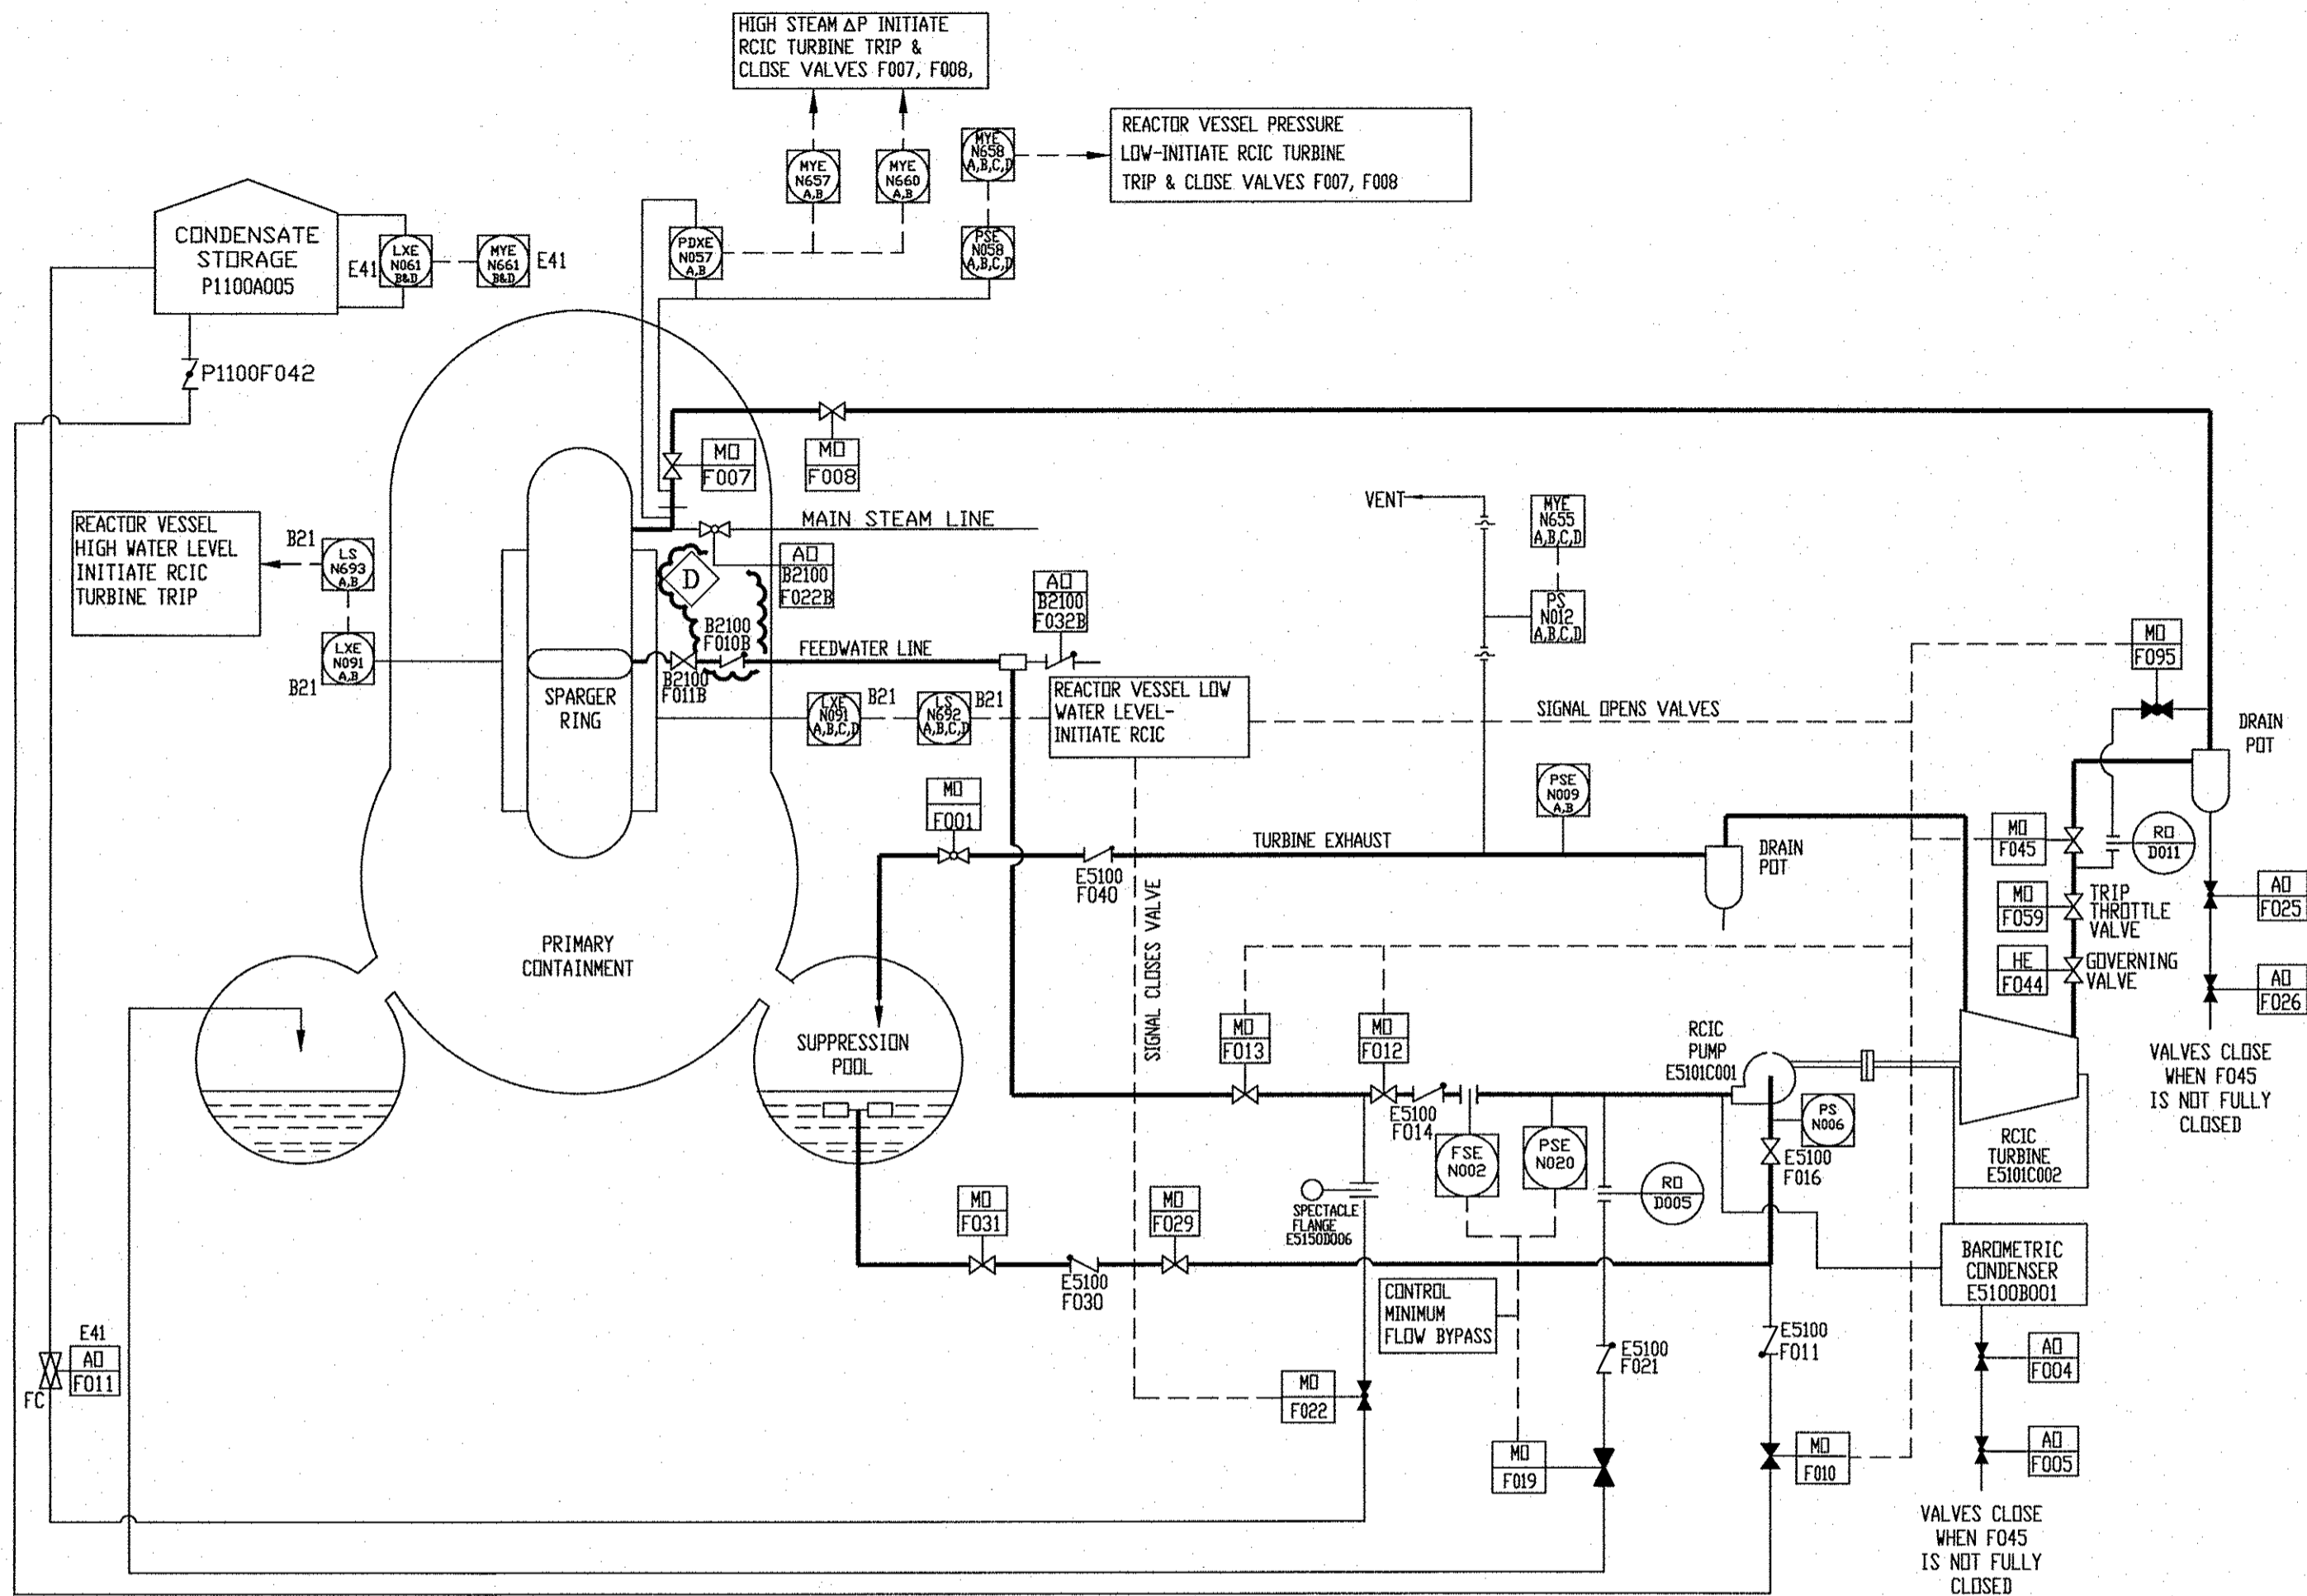 HIGH STEAM ΔP INITIATE
RCIC TURBINE TRIP &
CLOSE VALVES F007, F008,
REACTOR VESSEL PRESSURE
LOW-INITIATE RCIC TURBINE
TRIP & CLOSE VALVES F007, F008
MYE
N658
A,B,C,D
MYE
N657
A,B
MYE
N660
A,B
CONDENSATE
STORAGE
P1100A005
E41
LXE
N061
B&D
MYE
N661
B&D
E41
PDXE
N057
A,B
PSE
N058
A,B,C,D
P1100F042
MO
F007
MO
F008
MAIN STEAM LINE
VENT
MYE
N655
A,B,C,D
REACTOR VESSEL
HIGH WATER LEVEL
INITIATE RCIC
TURBINE TRIP
B21
LS
N693
A,B
D
AO
B2100
F022B
AO
B2100
F032B
PS
N012
A,B,C,D
B2100
F010B
FEEDWATER LINE
MO
F095
LXE
N091
A,B
B21
B2100
F011B
SPARGER
RING
LXE
N091
A,B,C,D
B21
LS
N692
A,B,C,D
B21
REACTOR VESSEL LOW
WATER LEVEL-
INITIATE RCIC
SIGNAL OPENS VALVES
DRAIN
POT
MO
F001
PSE
N009
A,B
TURBINE EXHAUST
E5100
F040
DRAIN
POT
MO
F045
RO
D011
MO
F059
TRIP
THROTTLE
VALVE
AO
F025
HE
F044
GOVERNING
VALVE
AO
F026
SIGNAL CLOSES VALVE
PRIMARY
CONTAINMENT
SUPPRESSION
POOL
MO
F013
MO
F012
RCIC
PUMP
E5101C001
VALVES CLOSE
WHEN F045
IS NOT FULLY
CLOSED
E5100
F014
FSE
N002
PSE
N020
RO
D005
PS
N006
E5100
F016
RCIC
TURBINE
E5101C002
MO
F031
MO
F029
SPECTACLE
FLANGE
E5150D006
E5100
F030
CONTROL
MINIMUM
FLOW BYPASS
BAROMETRIC
CONDENSER
E5100B001
E41
AO
F011
FC
E5100
F021
E5100
F011
AO
F004
MO
F022
MO
F019
MO
F010
AO
F005
VALVES CLOSE
WHEN F045
IS NOT FULLY
CLOSED